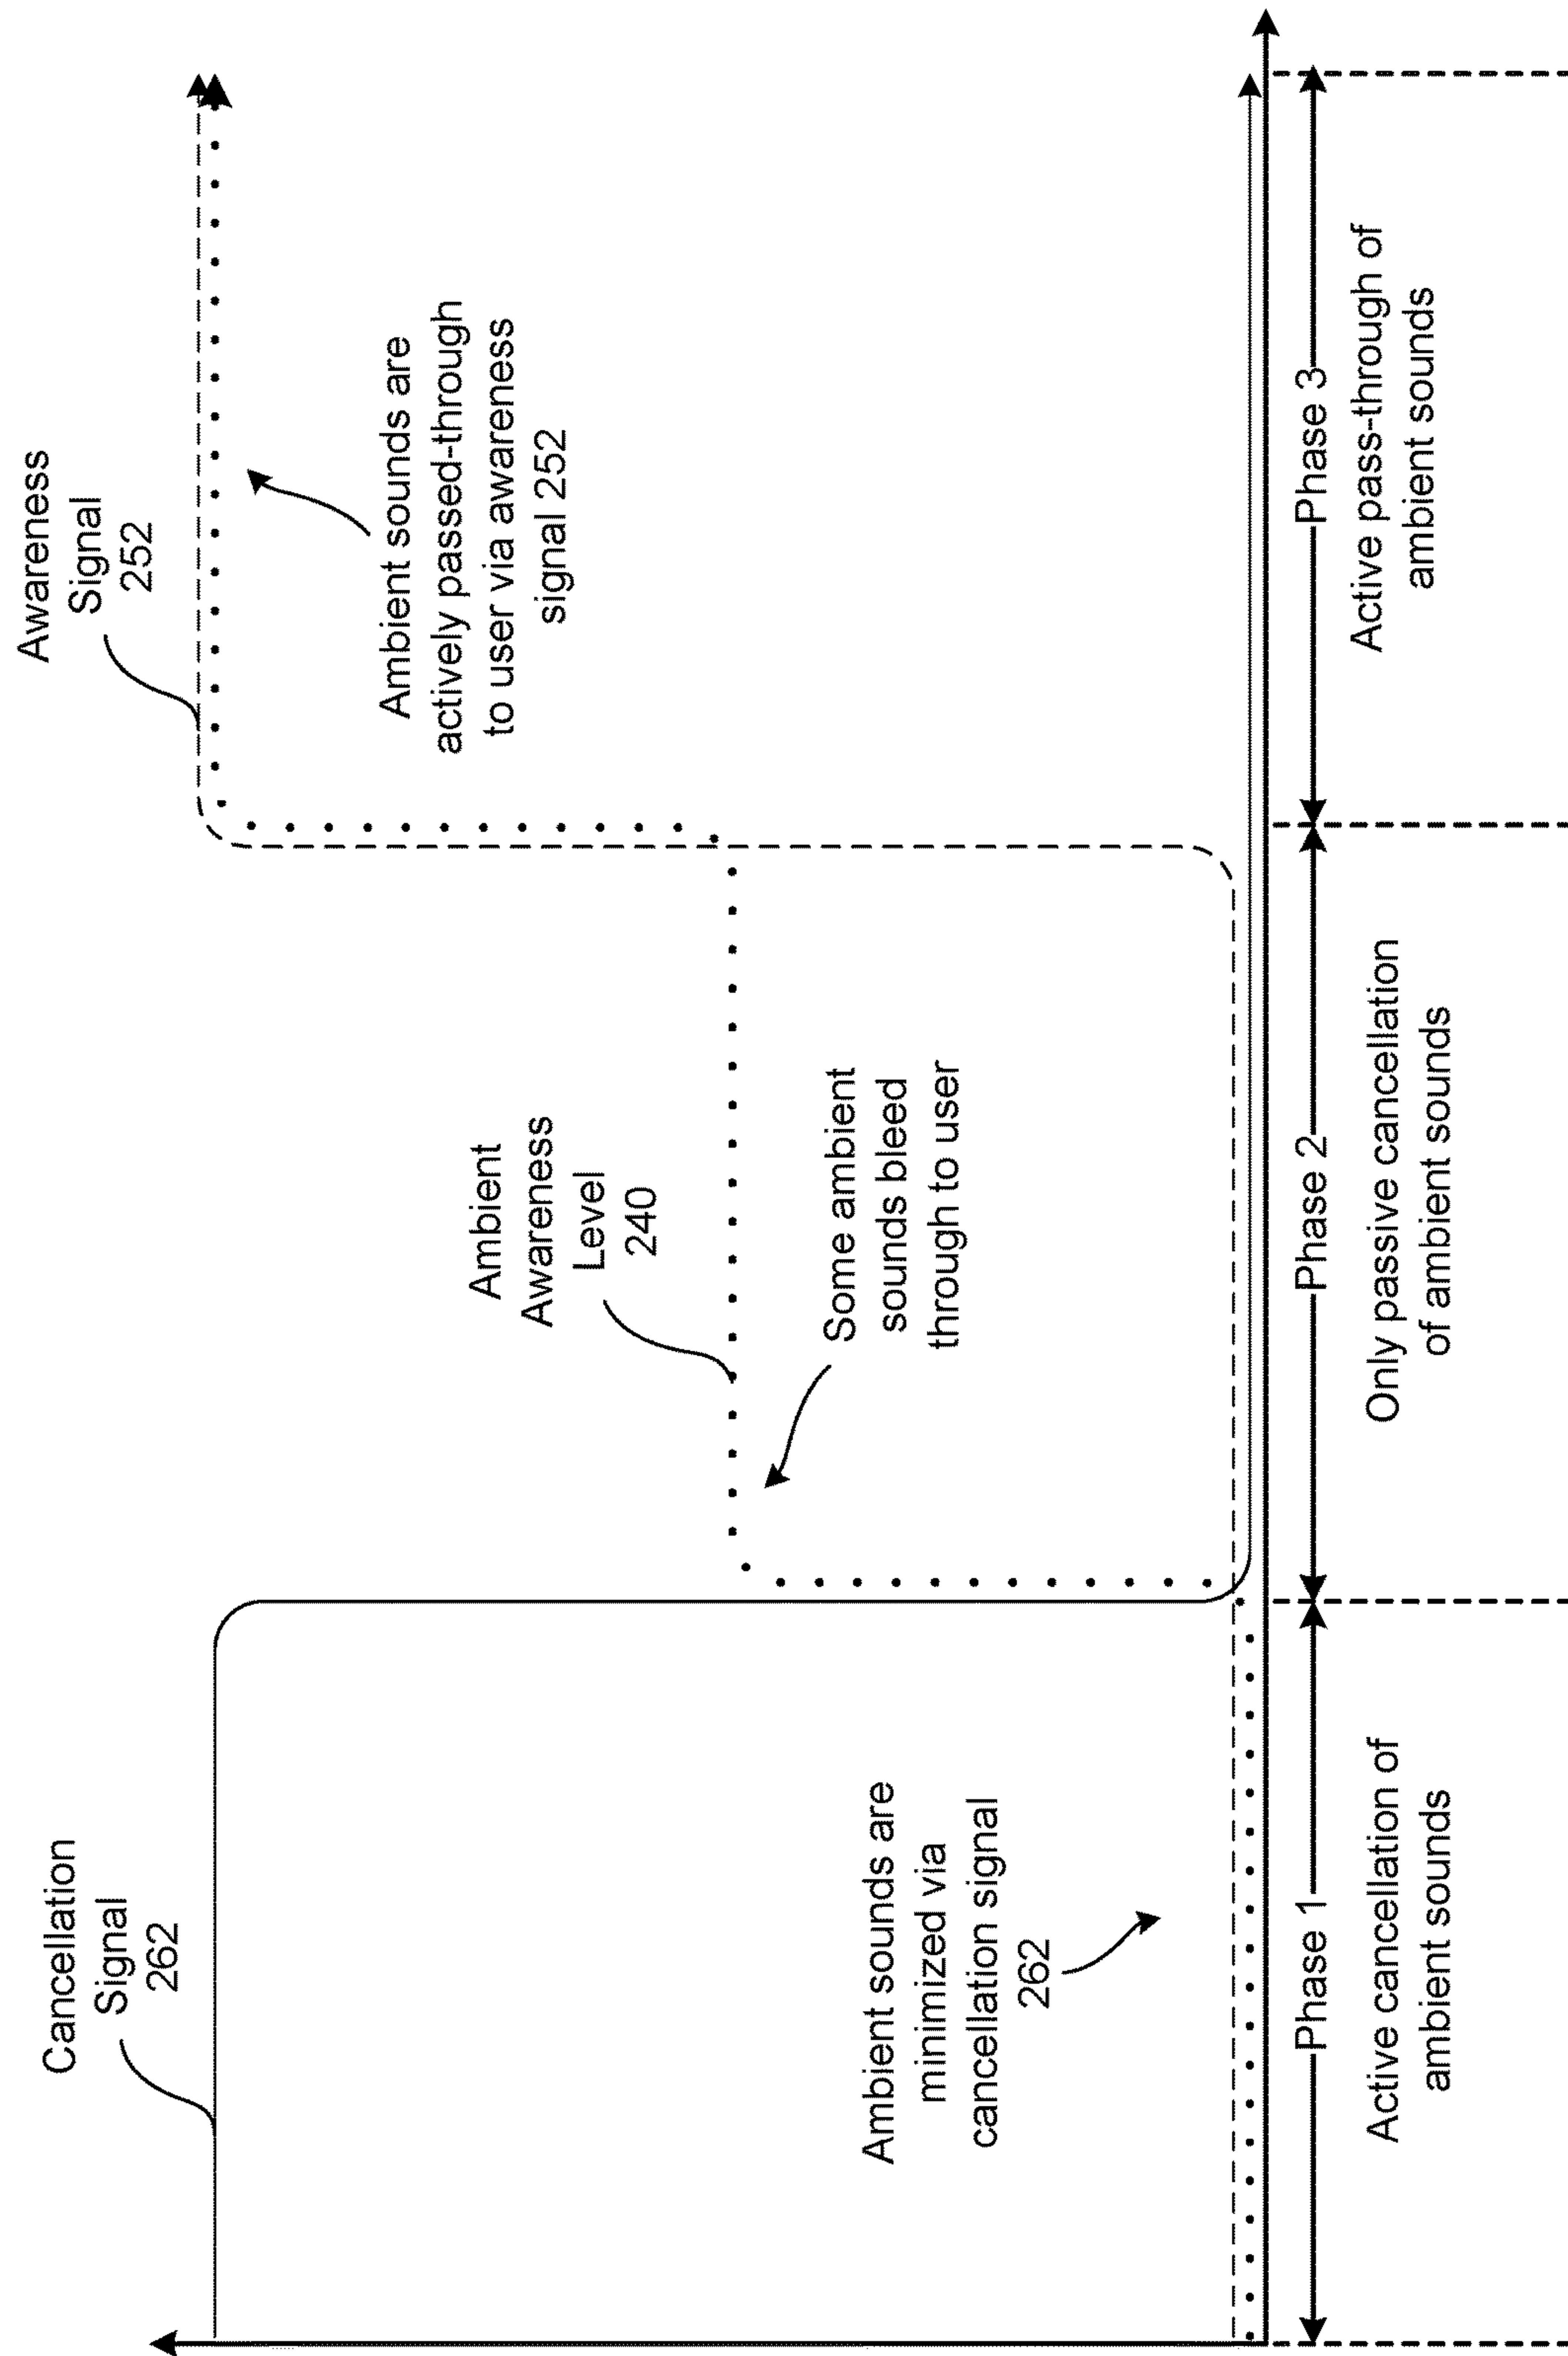 Cancellation
Signal
262
Awareness
Signal
252
Ambient
Awareness
Level
240
Ambient sounds are
actively passed-through
to user via awareness
signal 252
Some ambient
sounds bleed
through to user
Ambient sounds are
minimized via
cancellation signal
262
Phase 1
Phase 2
Phase 3
Active cancellation of
ambient sounds
Only passive cancellation
of ambient sounds
Active pass-through of
ambient sounds